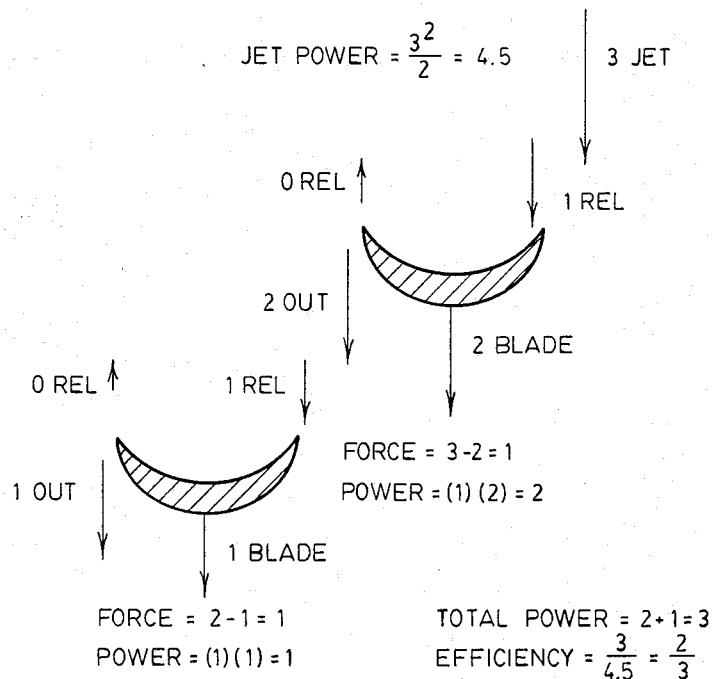 JET POWER = 3²/2 = 4.5
3 JET
0 REL
1 REL
2 OUT
2 BLADE
0 REL
1 REL
FORCE = 3-2 = 1
POWER = (1) (2) = 2
1 OUT
1 BLADE
FORCE = 2-1 = 1
POWER = (1) (1) = 1
TOTAL POWER = 2+1 = 3
EFFICIENCY = 3/4.5 = 2/3